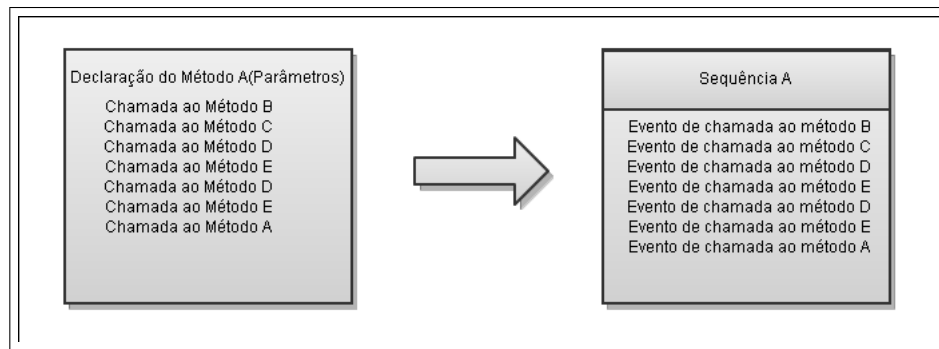 Declaração do Método A(Parâmetros)
Chamada ao Método B
Chamada ao Método C
Chamada ao Método D
Chamada ao Método E
Chamada ao Método D
Chamada ao Método E
Chamada ao Método A
Sequência A
Evento de chamada ao método B
Evento de chamada ao método C
Evento de chamada ao método D
Evento de chamada ao método E
Evento de chamada ao método D
Evento de chamada ao método E
Evento de chamada ao método A